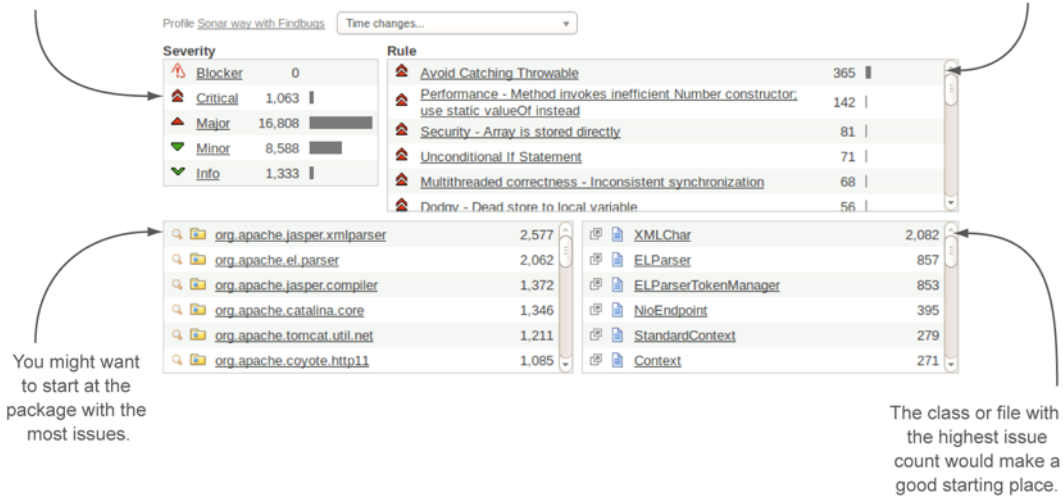 Profile Sonar way with Findbugs Time changes...
Severity
Blocker 0
Critical 1,063
Major 16,808
Minor 8,588
Info 1,333
Rule
Avoid Catching Throwable 365
Performance - Method invokes inefficient Number constructor;
use static valueOf instead 142
Security - Array is stored directly 81
Unconditional If Statement 71
Multithreaded correctness - Inconsistent synchronization 68
Dodgy - Dead store to local variable 56
org.apache.jasper.xmlparser 2,577
org.apache.el.parser 2,062
org.apache.jasper.compiler 1,372
org.apache.catalina.core 1,346
org.apache.tomcat.util.net 1,211
org.apache.coyote.http11 1,085
XMLChar 2,082
ELParser 857
ELParserTokenManager 853
NioEndpoint 395
StandardContext 279
Context 271
You might want
to start at the
package with the
most issues.
The class or file with
the highest issue
count would make a
good starting place.